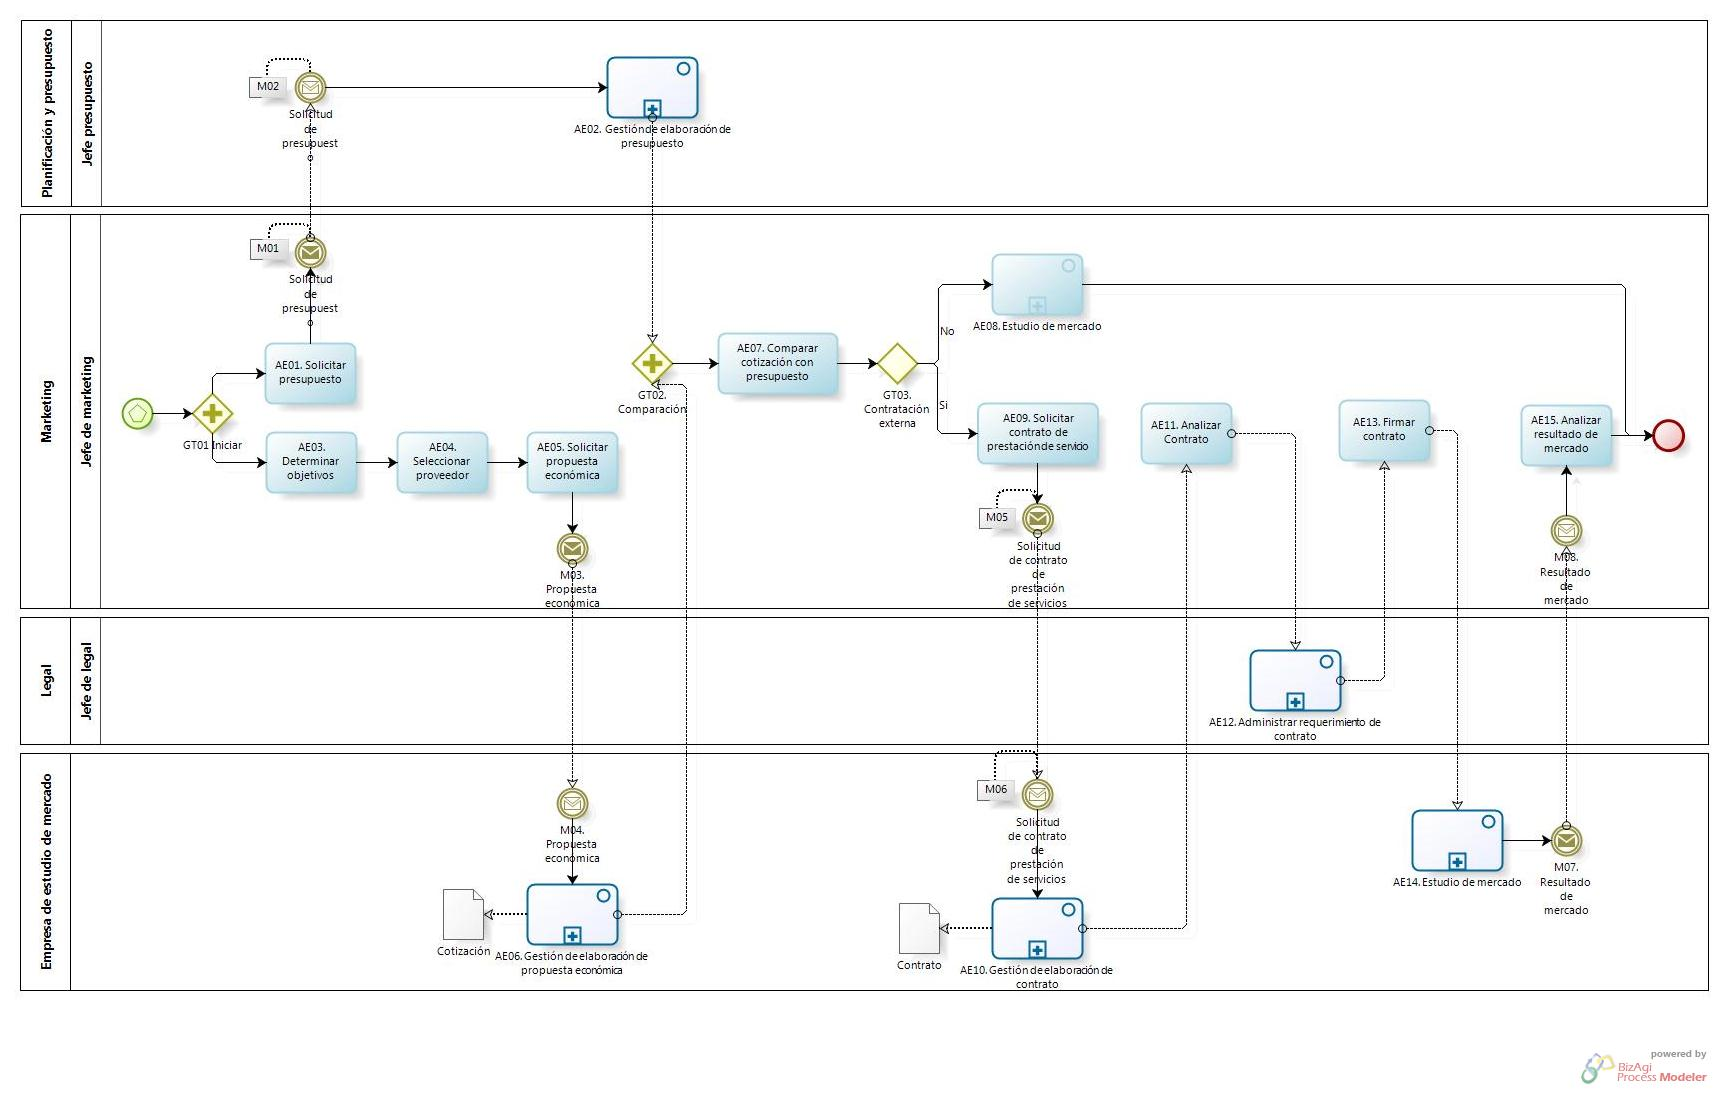 Planificación y presupuesto
Jefe presupuesto
M02
Solicitud
de
presupuest
o
AE02. Gestión de elaboración de
presupuesto
Marketing
Jefe de marketing
M01
Solicitud
de
presupuest
o
AE01. Solicitar
presupuesto
GT01 Iniciar
AE03.
Determinar
objetivos
AE04.
Seleccionar
proveedor
AE05. Solicitar
propuesta
económica
M03.
Propuesta
económica
GT02.
Comparación
AE07. Comparar
cotización con
presupuesto
GT03.
Contratación
externa
No
Si
AE08. Estudio de mercado
AE09. Solicitar
contrato de
prestación de servicio
M05
Solicitud
de contrato
de
prestación
de servicios
AE11. Analizar
Contrato
AE13. Firmar
contrato
AE15. Analizar
resultado de
mercado
M08.
Resultado
de
mercado
Legal
Jefe de legal
AE12. Administrar requerimiento de
contrato
Empresa de estudio de mercado
M04.
Propuesta
económica
Cotización
AE06. Gestión de elaboración de
propuesta económica
M06
Solicitud
de contrato
de
prestación
de servicios
Contrato
AE10. Gestión de elaboración de
contrato
AE14. Estudio de mercado
M07.
Resultado
de
mercado
powered by
BizAgi
Process Modeler